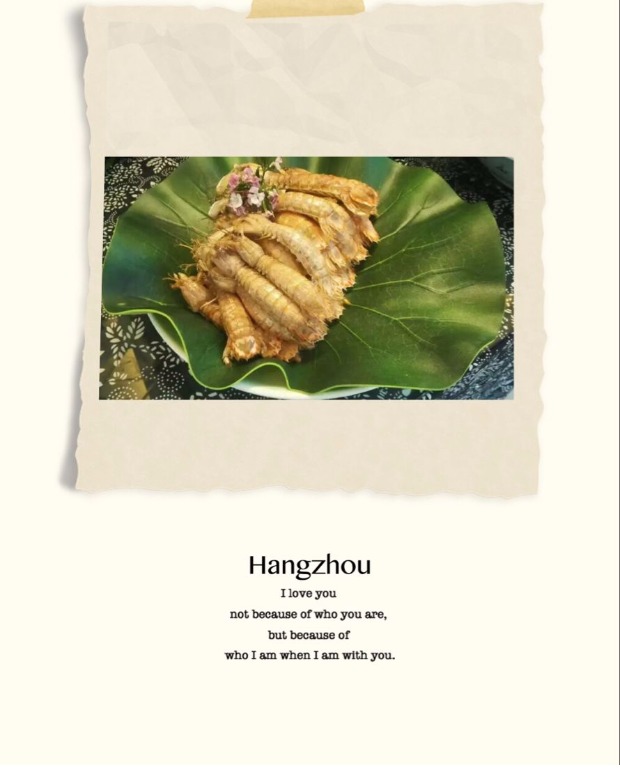 Hangzhou
I love you
not because of who you are,
but because of
who I am when I am with you.